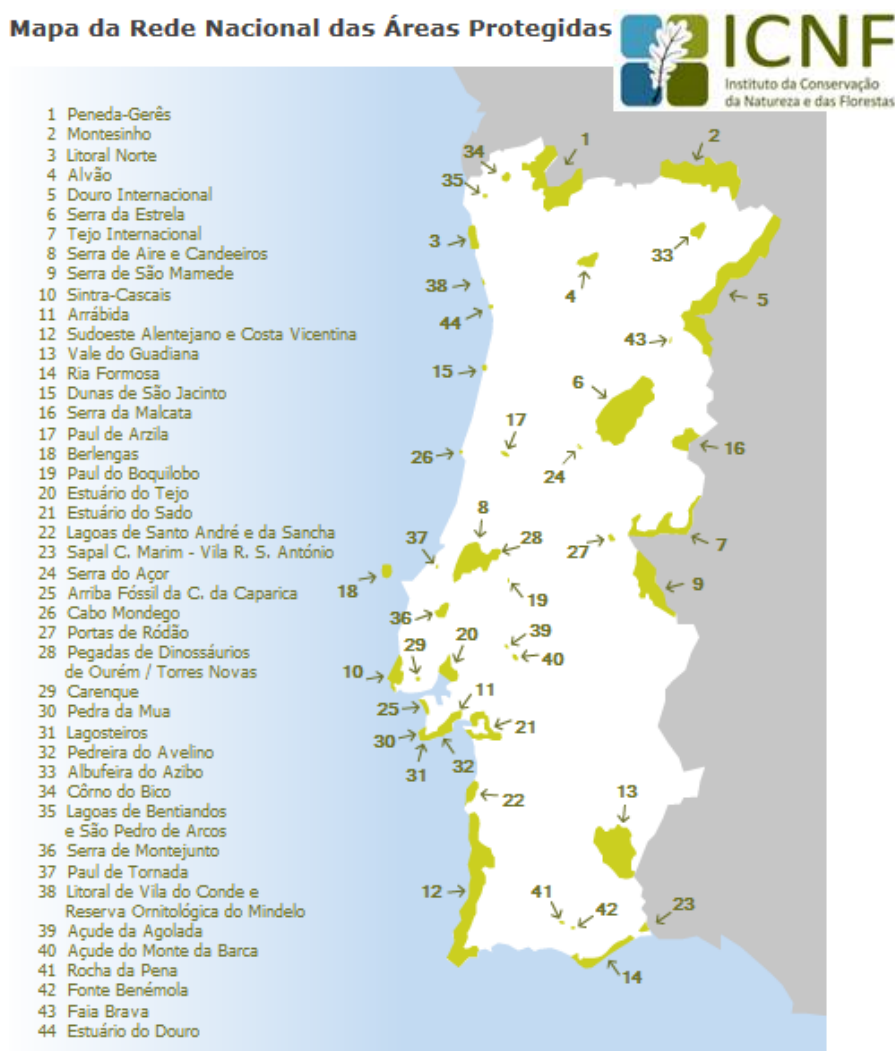 Mapa da Rede Nacional das Áreas Protegidas
ICNF
Instituto da Conservação
da Natureza e das Florestas
1 Peneda-Gerês
2 Montesinho
3 Litoral Norte
4 Alvão
5 Douro Internacional
6 Serra da Estrela
7 Tejo Internacional
8 Serra de Aire e Candeeiros
9 Serra de São Mamede
10 Sintra-Cascais
11 Arrábida
12 Sudoeste Alentejano e Costa Vicentina
13 Vale do Guadiana
14 Ria Formosa
15 Dunas de São Jacinto
16 Serra da Malcata
17 Paul de Arzila
18 Berlengas
19 Paul do Boquilobo
20 Estuário do Tejo
21 Estuário do Sado
22 Lagoas de Santo André e da Sancha
23 Sapal C. Marim - Vila R. S. António
24 Serra do Açor
25 Arriba Fóssil da C. da Caparica
26 Cabo Mondego
27 Portas de Ródão
28 Pegadas de Dinossáurios
de Ourém / Torres Novas
29 Carenque
30 Pedra da Mua
31 Lagosteiros
32 Pedreira do Avelino
33 Albufeira do Azibo
34 Côrno do Bico
35 Lagoas de Bentiandos
e São Pedro de Arcos
36 Serra de Montejunto
37 Paul de Tornada
38 Litoral de Vila do Conde e
Reserva Ornitológica do Mindelo
39 Açude da Agolada
40 Açude do Monte da Barca
41 Rocha da Pena
42 Fonte Benémola
43 Faia Brava
44 Estuário do Douro
1
2
34
35
3
33
4
38
5
44
43
15
6
17
16
26
24
8
37
28
27
7
18
9
19
36
39
29
20
40
10
11
25
21
30
31
32
22
13
12
41
42
23
14